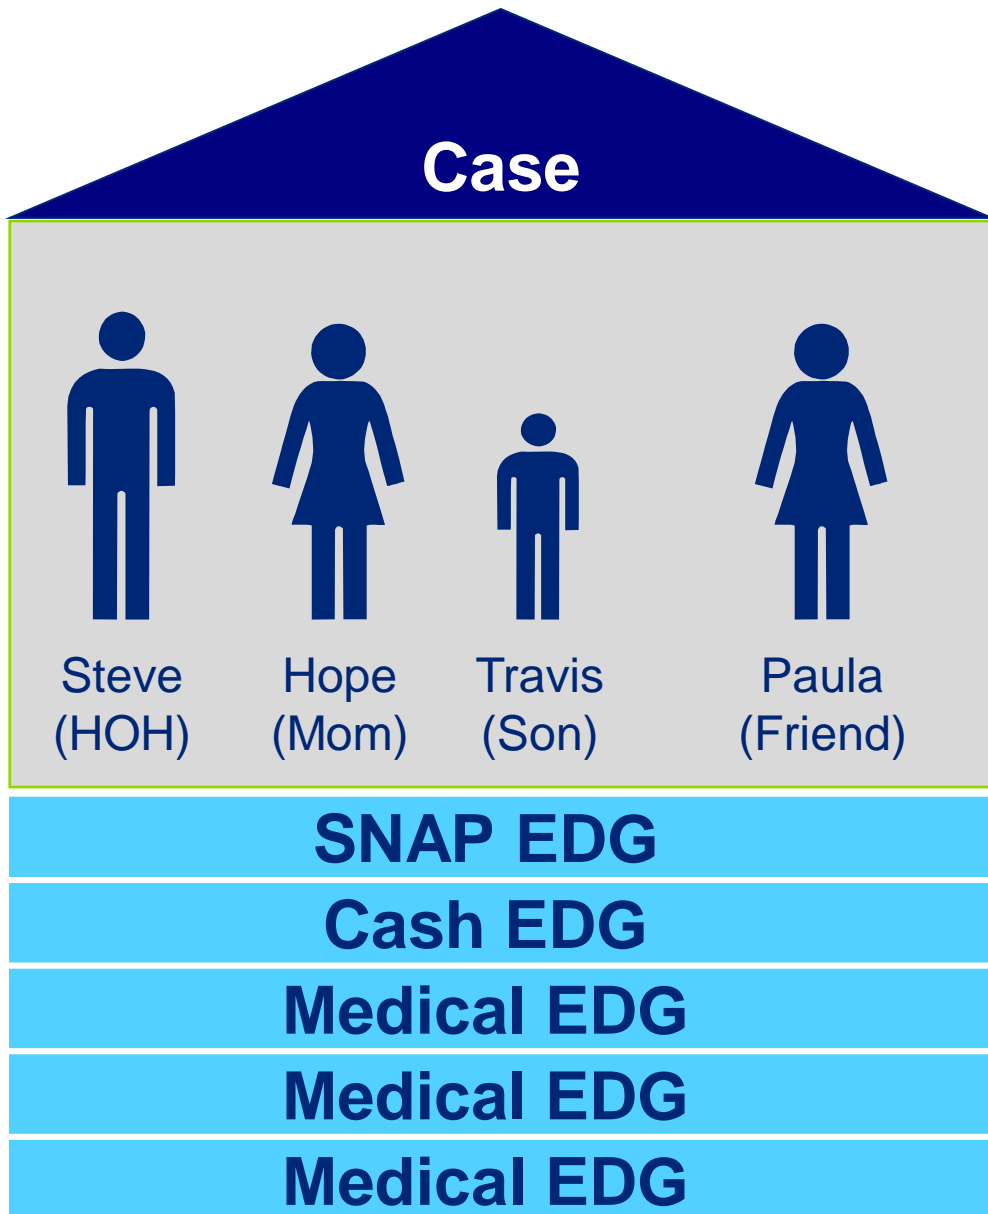 Case
Steve
(HOH)
Hope
(Mom)
Travis
(Son)
Paula
(Friend)
SNAP EDG
Cash EDG
Medical EDG
Medical EDG
Medical EDG